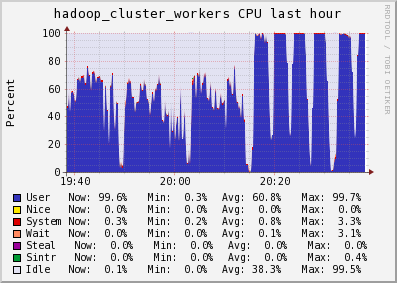 hadoop_cluster_workers CPU last hour
RRDTOOL / TOBI OETIKER
Percent
100
80
60
40
20
0
19:40 20:00 20:20
User Now: 99.6% Min: 0.3% Avg: 60.8% Max: 99.7%
Nice Now: 0.0% Min: 0.0% Avg: 0.0% Max: 0.0%
System Now: 0.3% Min: 0.2% Avg: 0.8% Max: 3.3%
Wait Now: 0.0% Min: 0.0% Avg: 0.1% Max: 3.1%
Steal Now: 0.0% Min: 0.0% Avg: 0.0% Max: 0.0%
Sintr Now: 0.0% Min: 0.0% Avg: 0.0% Max: 0.4%
Idle Now: 0.1% Min: 0.0% Avg: 38.3% Max: 99.5%